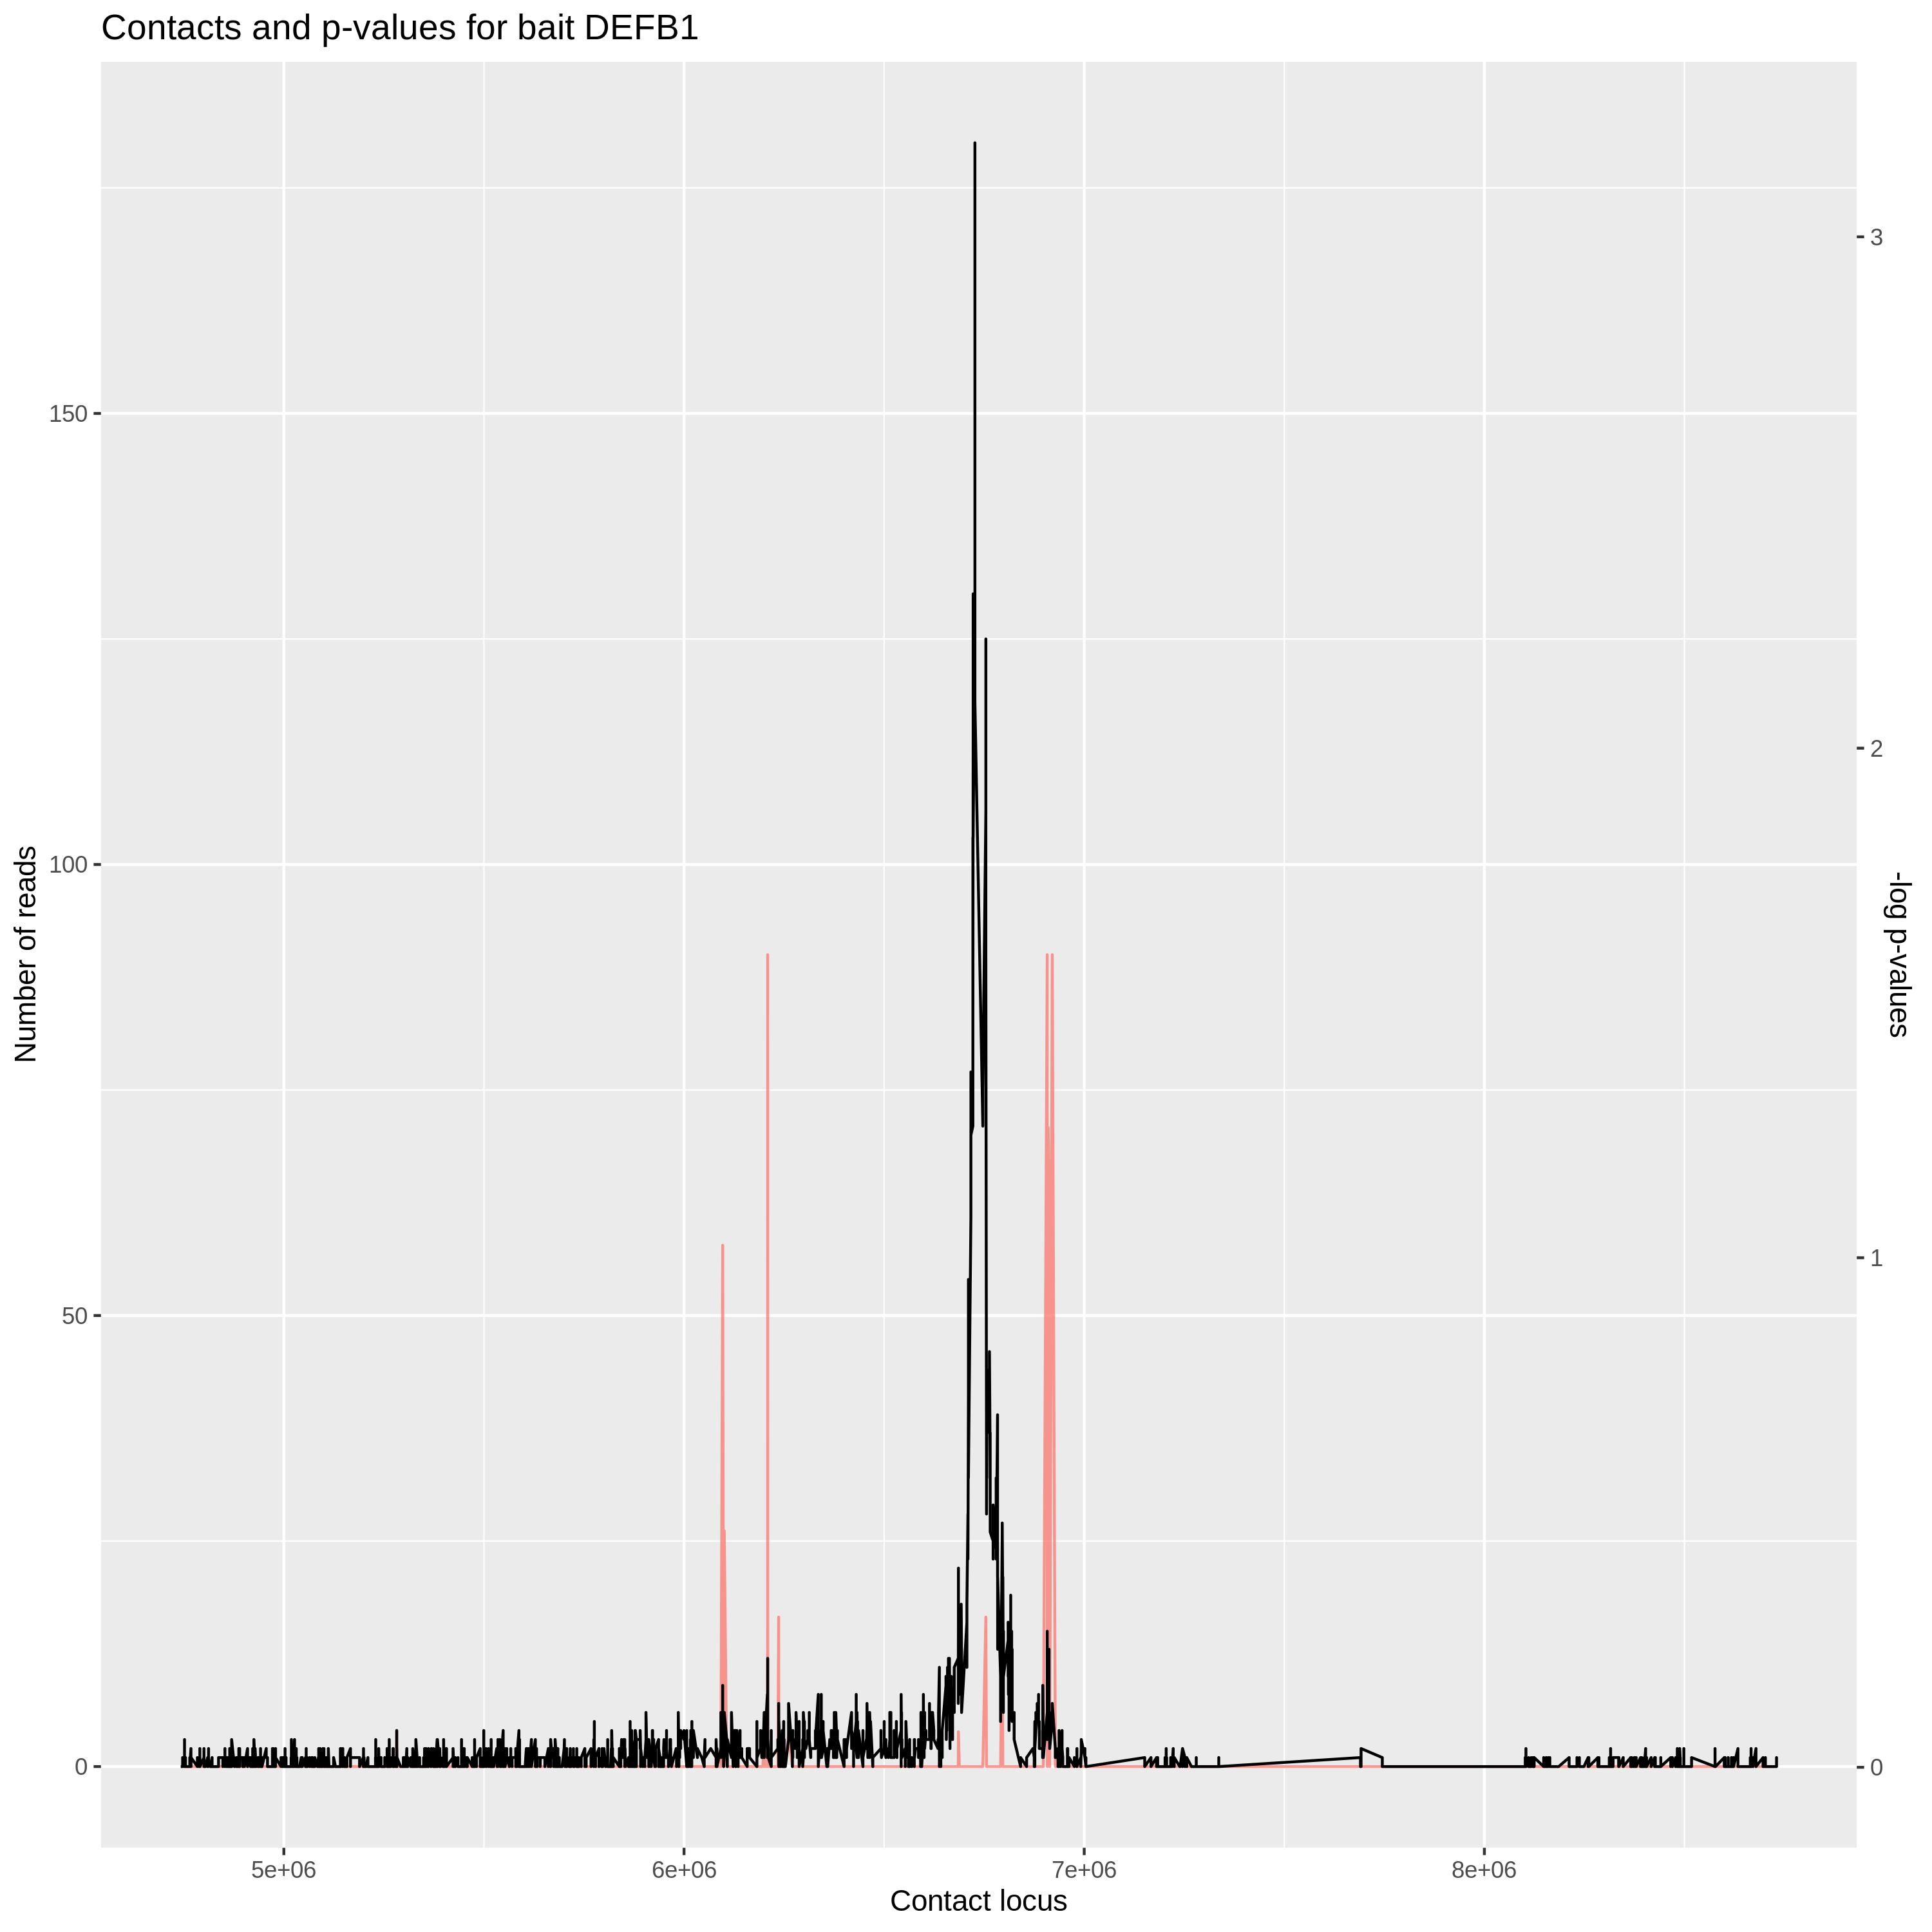 Contacts and p-values for bait DEFB1
Number of reads
150
100
50
0
3
2
1
0
-log p-values
5e+06 6e+06 7e+06 8e+06
Contact locus